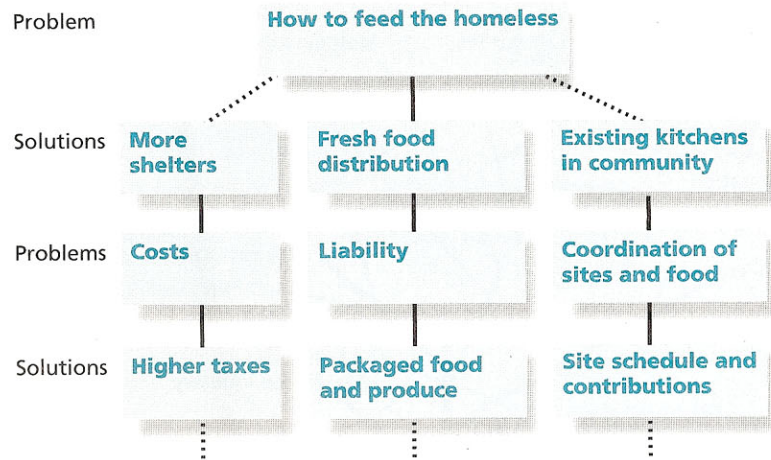 Problem
How to feed the homeless
Solutions
More
shelters
Fresh food
distribution
Existing kitchens
in community
Problems
Costs
Liability
Coordination of
sites and food
Solutions
Higher taxes
Packaged food
and produce
Site schedule and
contributions